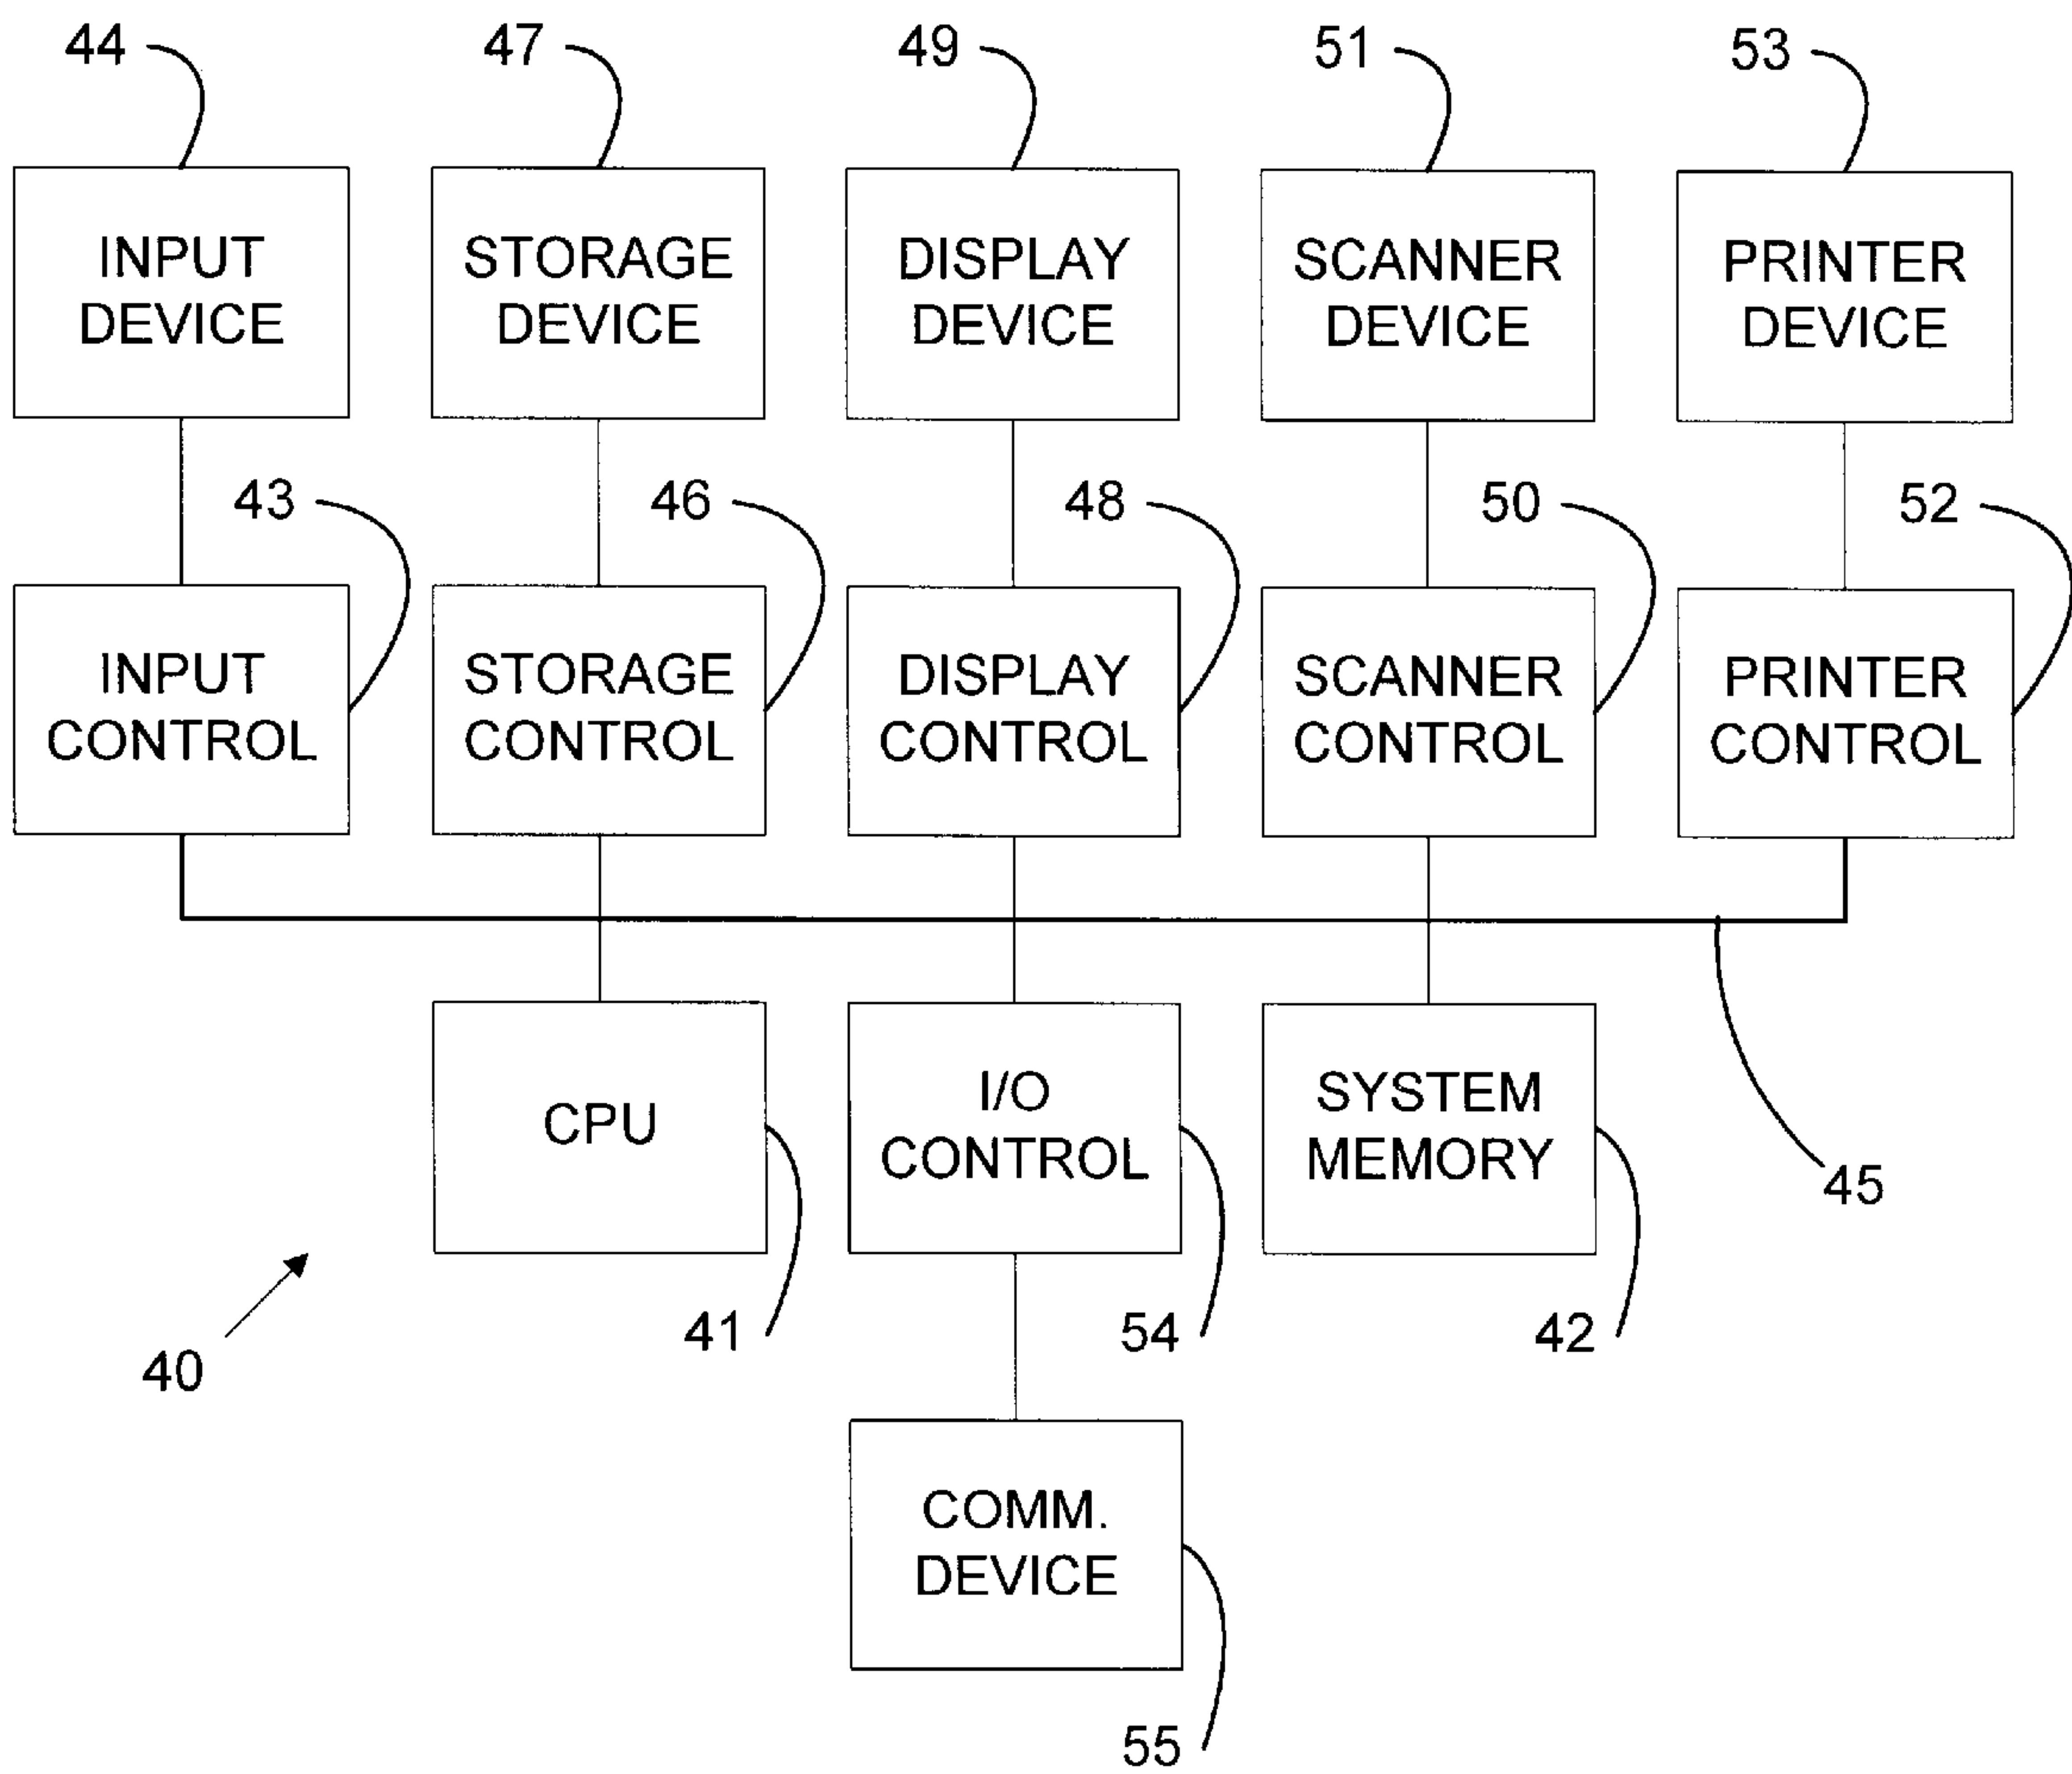 44
47
49
51
53
INPUT
DEVICE
STORAGE
DEVICE
DISPLAY
DEVICE
SCANNER
DEVICE
PRINTER
DEVICE
43
46
48
50
52
INPUT
CONTROL
STORAGE
CONTROL
DISPLAY
CONTROL
SCANNER
CONTROL
PRINTER
CONTROL
CPU
I/O
CONTROL
SYSTEM
MEMORY
45
40
41
54
42
COMM.
DEVICE
55